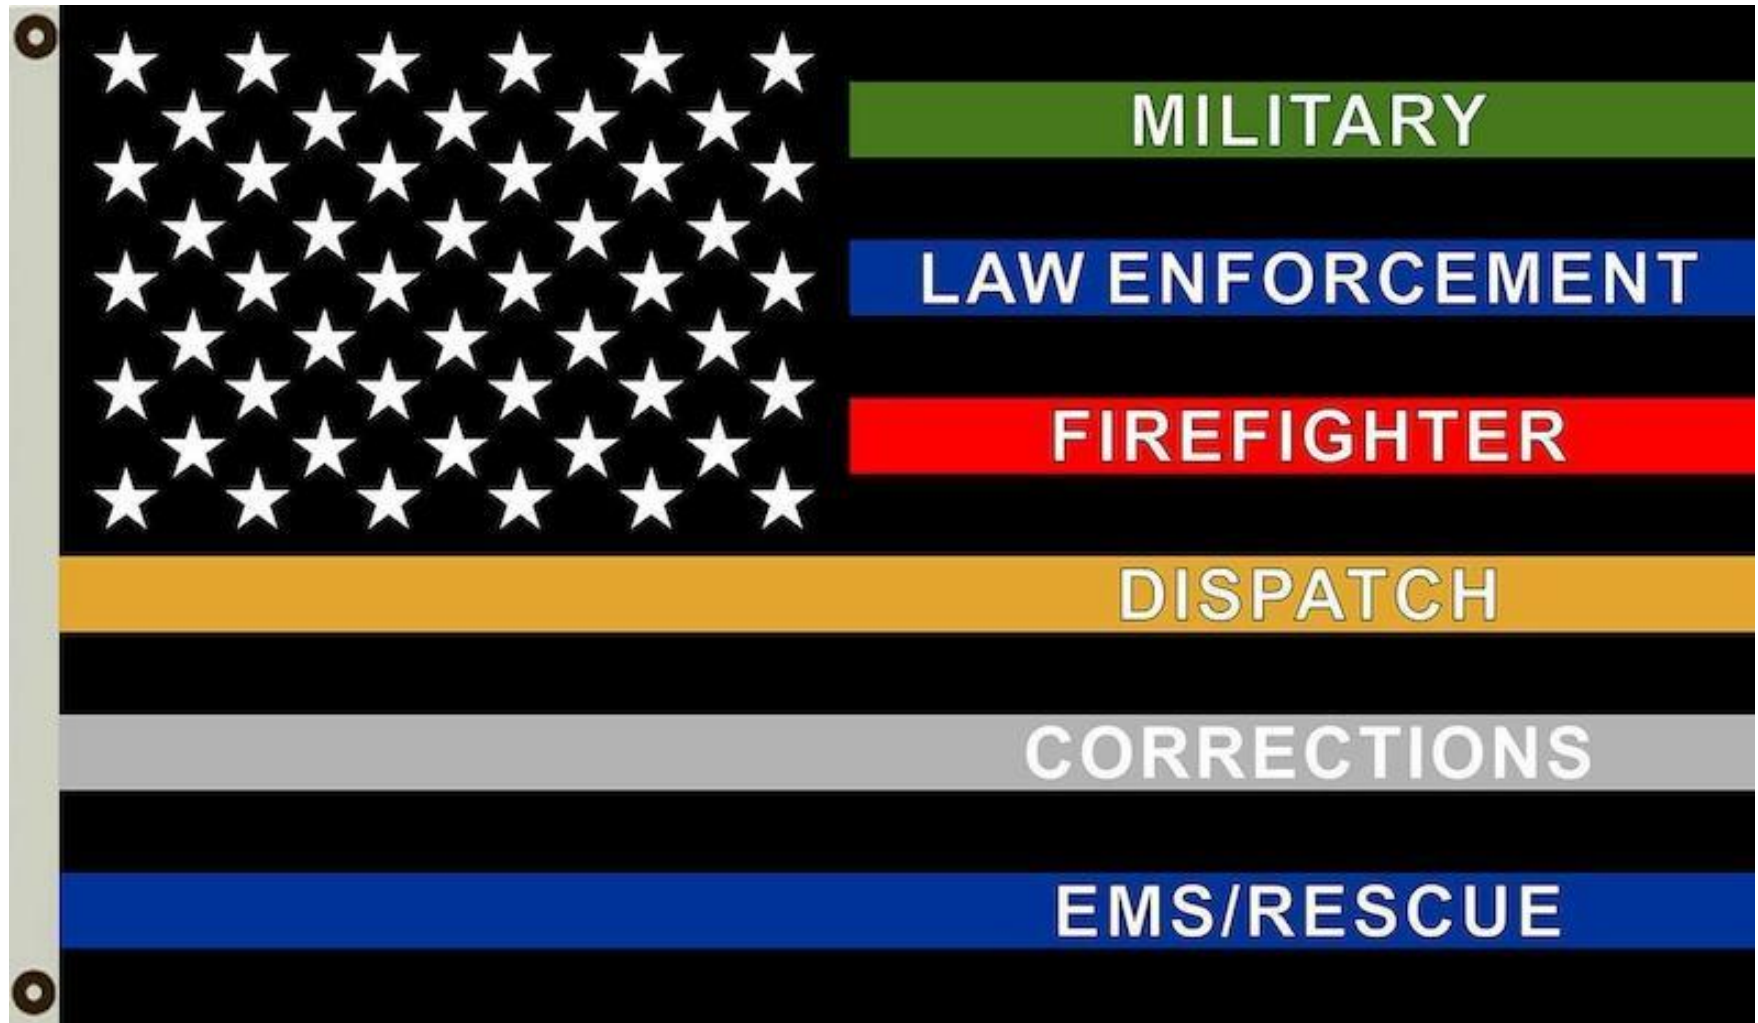 MILITARY
LAW ENFORCEMENT
FIREFIGHTER
DISPATCH
CORRECTIONS
EMS/RESCUE